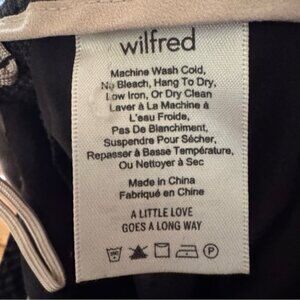 wilfred
Machine Wash Cold,
No Bleach, Hang To Dry,
Low Iron, Or Dry Clean
Laver À La Machine à
L'eau Froide,
Pas De Blanchiment,
Suspendre Pour Sécher,
Repasser à Basse Température,
Ou Nettoyer à Sec
Made in China
Fabriqué en Chine
A LITTLE LOVE
GOES A LONG WAY
P